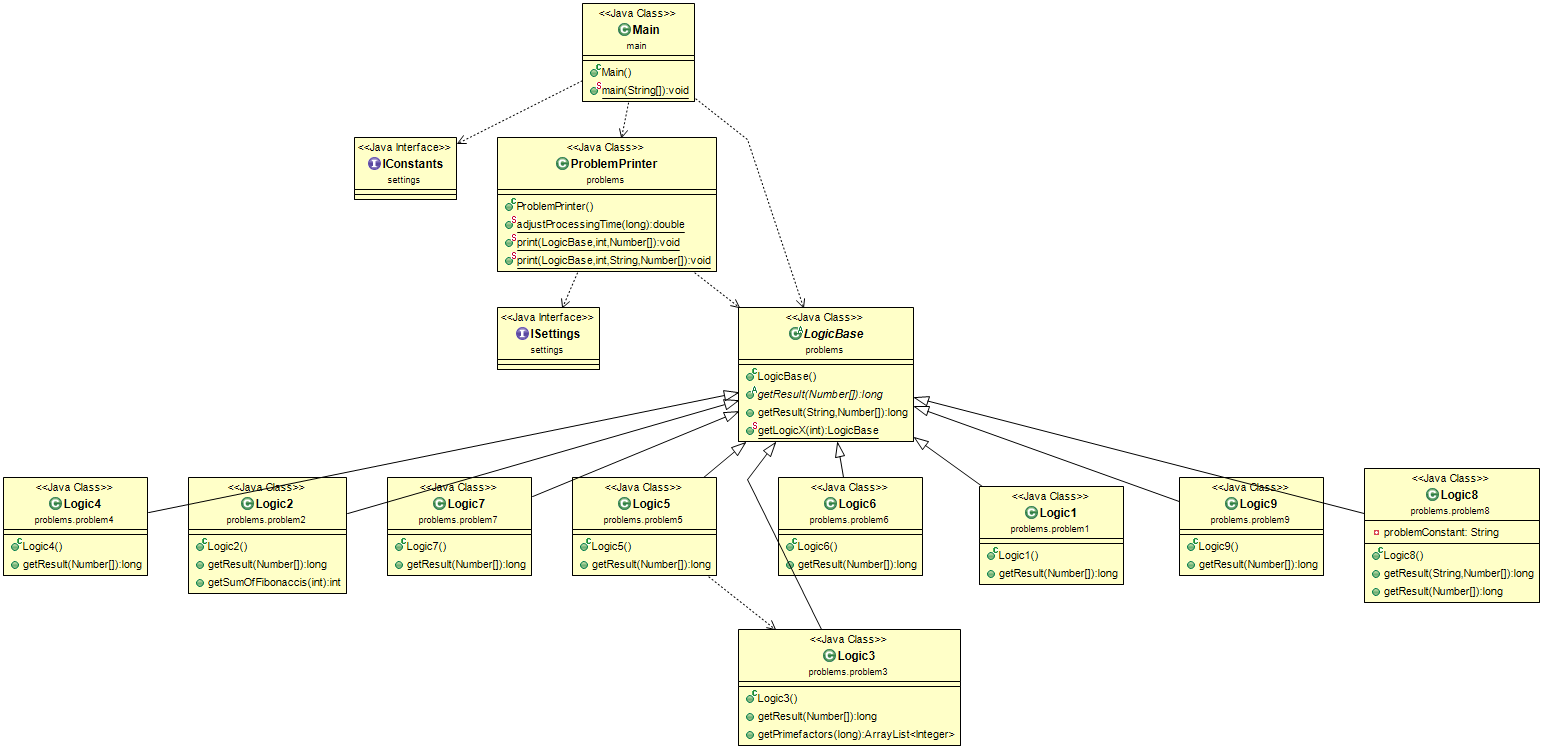 <<Java Class>>
Main
main
Main()
main(String[]):void
<<Java Interface>>
IConstants
settings
<<Java Class>>
ProblemPrinter
problems
ProblemPrinter()
adjustProcessingTime(long):double
print(LogicBase,int,Number[]):void
print(LogicBase,int,String,Number[]):void
<<Java Interface>>
ISettings
settings
<<Java Class>>
LogicBase
problems
LogicBase()
getResult(Number[]):long
getResult(String,Number[]):long
getLogicX(int):LogicBase
<<Java Class>>
Logic4
problems.problem4
Logic4()
getResult(Number[]):long
<<Java Class>>
Logic2
problems.problem2
Logic2()
getResult(Number[]):long
getSumOfFibonaccis(int):int
<<Java Class>>
Logic7
problems.problem7
Logic7()
getResult(Number[]):long
<<Java Class>>
Logic5
problems.problem5
Logic5()
getResult(Number[]):long
<<Java Class>>
Logic6
problems.problem6
Logic6()
getResult(Number[]):long
<<Java Class>>
Logic1
problems.problem1
Logic1()
getResult(Number[]):long
<<Java Class>>
Logic9
problems.problem9
Logic9()
getResult(Number[]):long
<<Java Class>>
Logic8
problems.problem8
problemConstant: String
Logic8()
getResult(String,Number[]):long
getResult(Number[]):long
<<Java Class>>
Logic3
problems.problem3
Logic3()
getResult(Number[]):long
getPrimefactors(long):ArrayList<Integer>